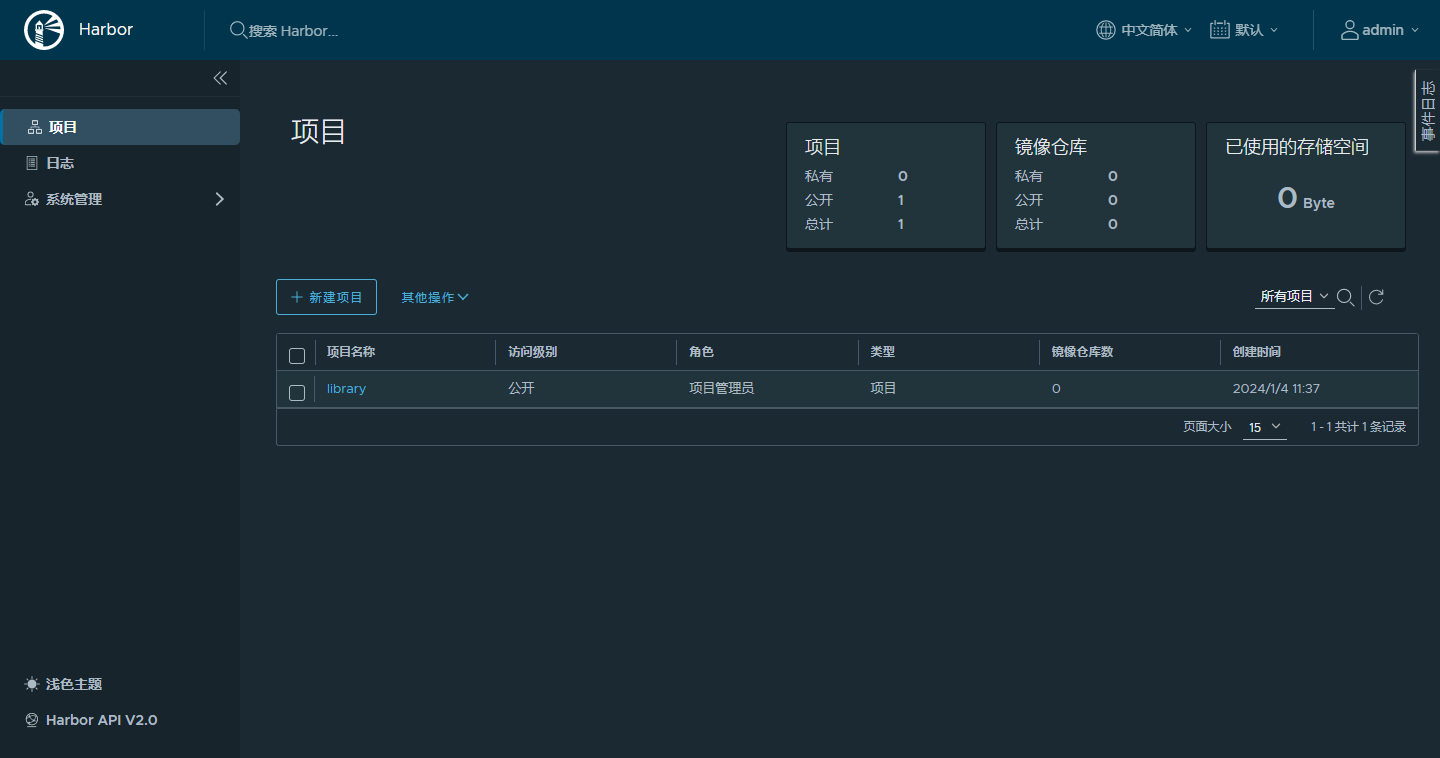 Harbor
搜索 Harbor...
中文简体
默认
admin
事件日志
项目
日志
系统管理
浅色主题
Harbor API V2.0
项目
项目
私有 0
公开 1
总计 1
镜像仓库
私有 0
公开 0
总计 0
已使用的存储空间
0 Byte
新建项目 其他操作 所有项目
项目名称 访问级别 角色 类型 镜像仓库数 创建时间
library 公开 项目管理员 项目 0 2024/1/4 11:37
页面大小 15 1 - 1 共计 1 条记录